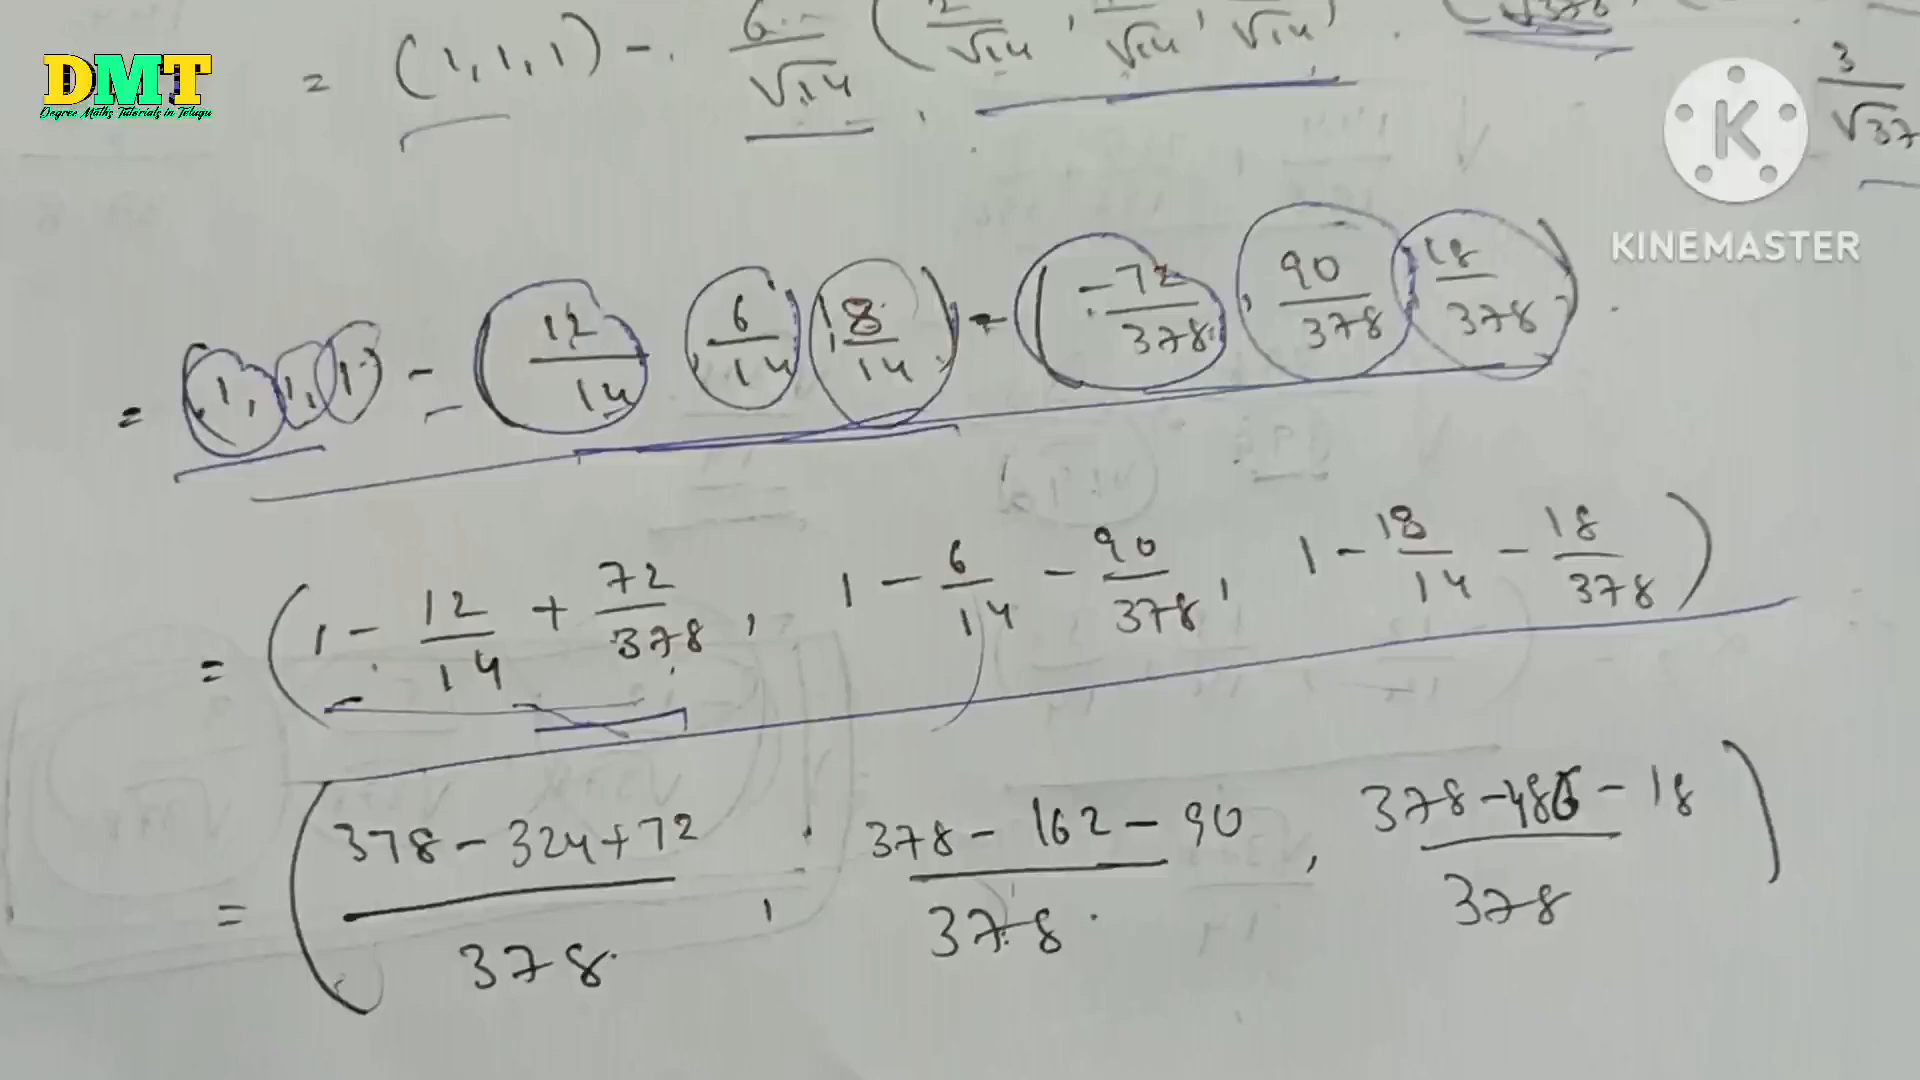 DMT
Degree Maths Tutorials in Telugu
KINEMASTER
= (1,1,1) - 6/√14 ( /√14, /√14, /√14)
3/√37
= (1, 1, 1) - (12/14, 6/14, 18/14) - (-72/378, 90/378, 18/378)
= (1 - 12/14 + 72/378, 1 - 6/14 - 90/378, 1 - 18/14 - 18/378)
= (378 - 324 + 72/378, 378 - 162 - 90/378, 378 - 486 - 18/378)